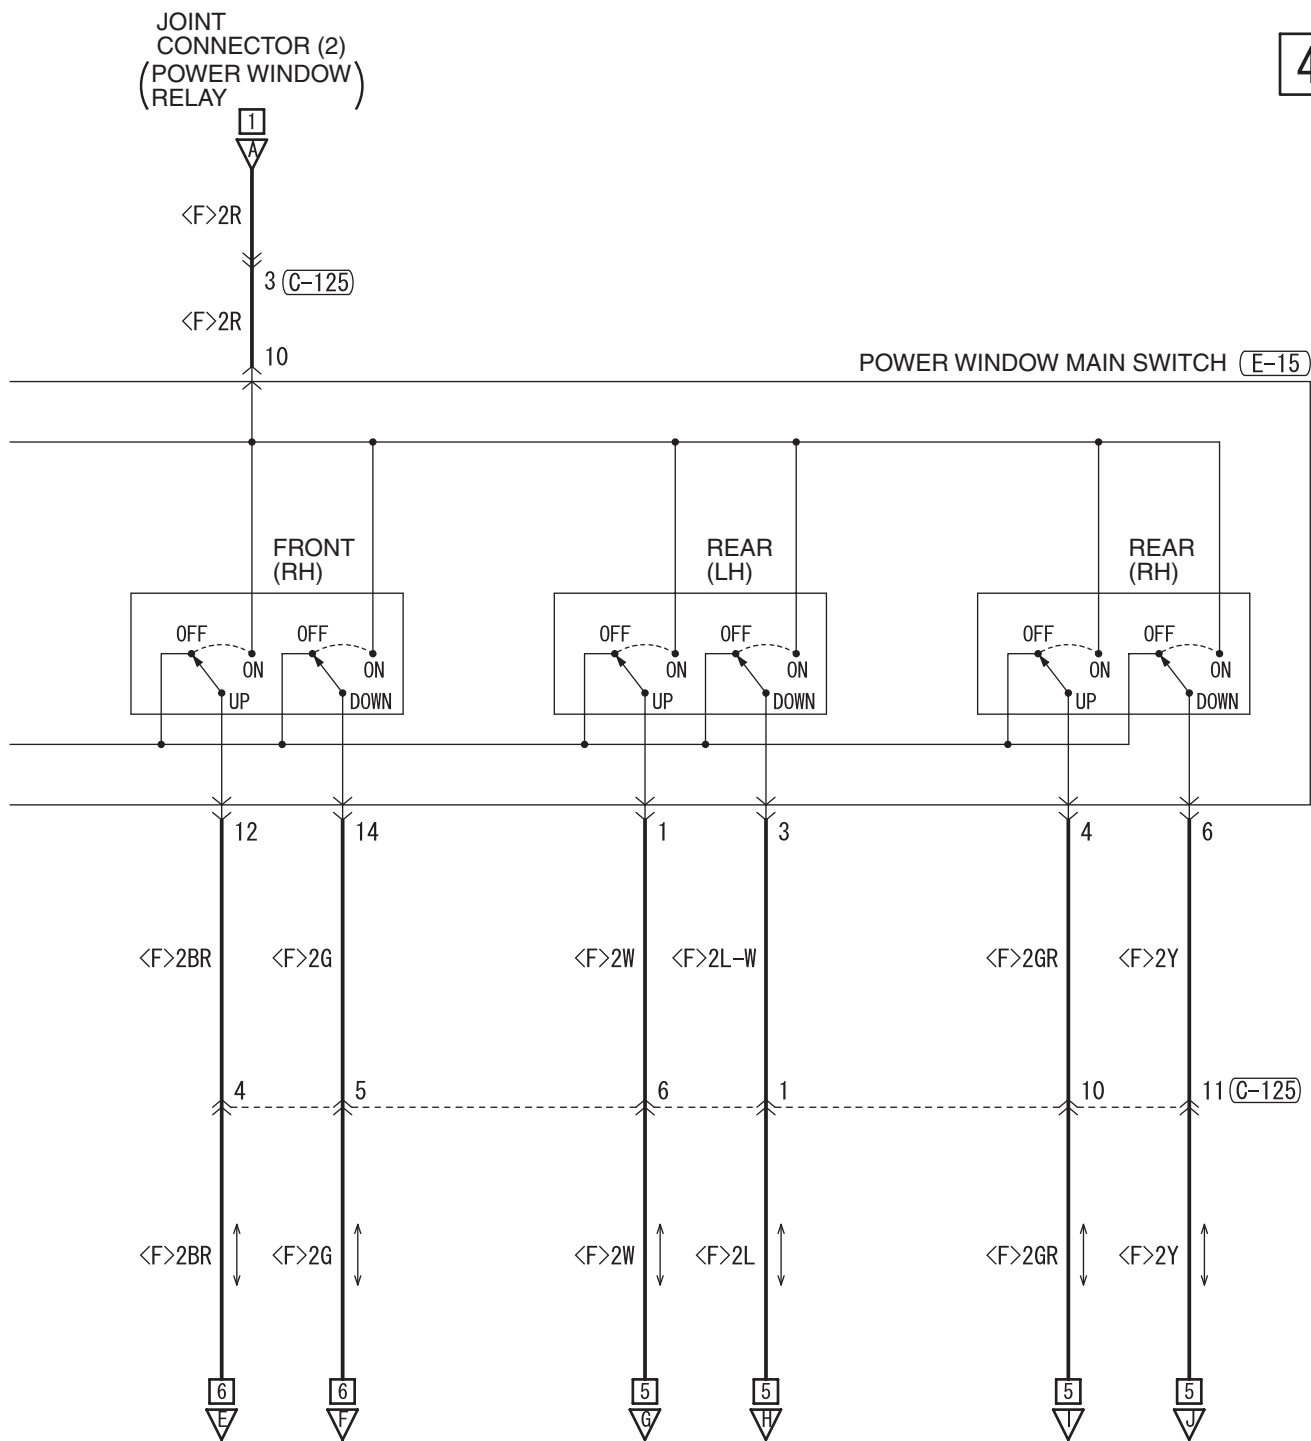 JOINT
CONNECTOR (2)
(POWER WINDOW
RELAY)
4
1
A
<F>2R
3 C-125
<F>2R
10
POWER WINDOW MAIN SWITCH E-15
FRONT
(RH)
REAR
(LH)
REAR
(RH)
OFF OFF OFF OFF OFF OFF
ON ON ON ON ON ON
UP DOWN UP DOWN UP DOWN
12 14 1 3 4 6
<F>2BR <F>2G <F>2W <F>2L-W <F>2GR <F>2Y
4 5 6 1 10 11 C-125
<F>2BR <F>2G <F>2W <F>2L <F>2GR <F>2Y
6 6 5 5 5 5
E F G H I J